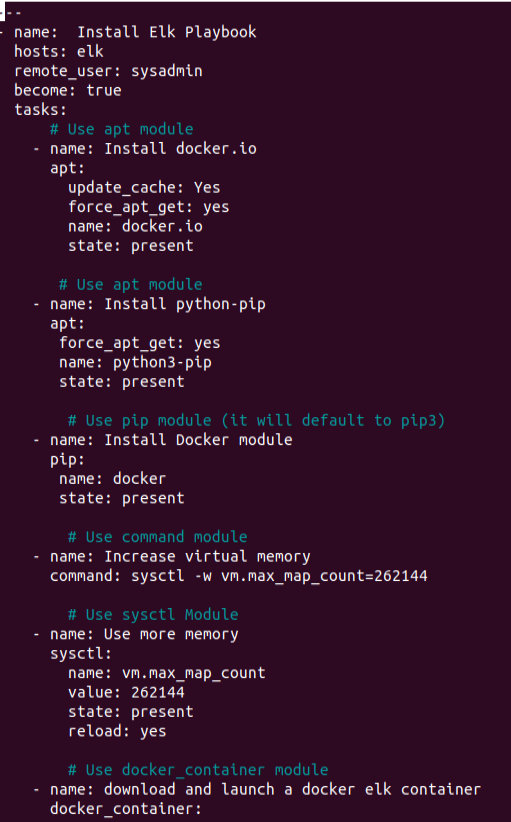 ---
- name:  Install Elk Playbook
  hosts: elk
  remote_user: sysadmin
  become: true
  tasks:
      # Use apt module
    - name: Install docker.io
      apt:
        update_cache: Yes
        force_apt_get: yes
        name: docker.io
        state: present

       # Use apt module
    - name: Install python-pip
      apt:
       force_apt_get: yes
       name: python3-pip
       state: present

        # Use pip module (it will default to pip3)
    - name: Install Docker module
      pip:
       name: docker
       state: present

        # Use command module
    - name: Increase virtual memory
      command: sysctl -w vm.max_map_count=262144

        # Use sysctl Module
    - name: Use more memory
      sysctl:
        name: vm.max_map_count
        value: 262144
        state: present
        reload: yes

        # Use docker_container module
    - name: download and launch a docker elk container
      docker_container: